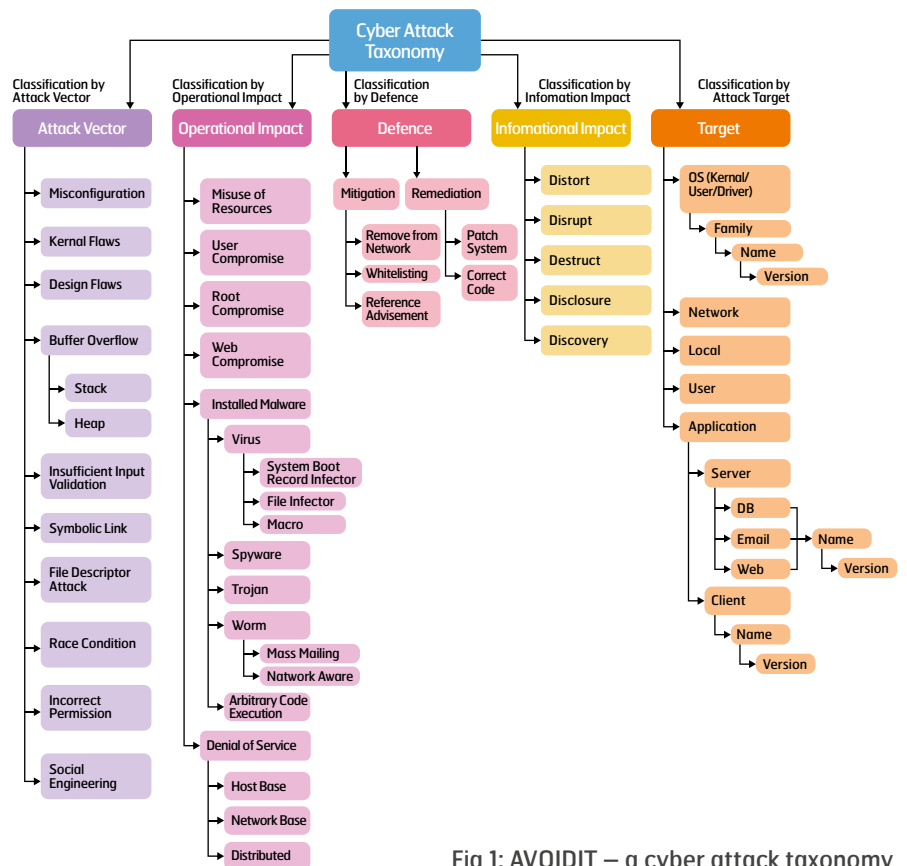 Cyber Attack
Taxonomy
Classification by
Attack Vector
Classification by
Operational Impact
Classification
by Defence
Classification by
Infomation Impact
Classification by
Attack Target
Attack Vector
Misconfiguration
Kernal Flaws
Design Flaws
Buffer Overflow
Stack
Heap
Insufficient Input
Validation
Symbolic Link
File Descriptor
Attack
Race Condition
Incorrect
Permission
Social
Engineering
Operational Impact
Misuse of
Resources
User
Compromise
Root
Compromise
Web
Compromise
Installed Malware
Virus
System Boot
Record Infector
File Infector
Macro
Spyware
Trojan
Worm
Mass Mailing
Natwork Aware
Arbitrary Code
Execution
Denial of Service
Host Base
Network Base
Distributed
Defence
Mitigation
Remove from
Network
Whitelisting
Reference
Advisement
Remediation
Patch
System
Correct
Code
Infomational Impact
Distort
Disrupt
Destruct
Disclosure
Discovery
Target
OS (Kernal/
User/Driver)
Family
Name
Version
Network
Local
User
Application
Server
DB
Email
Web
Name
Version
Client
Name
Version
Fig 1: AVOIDIT – a cyber attack taxonomy